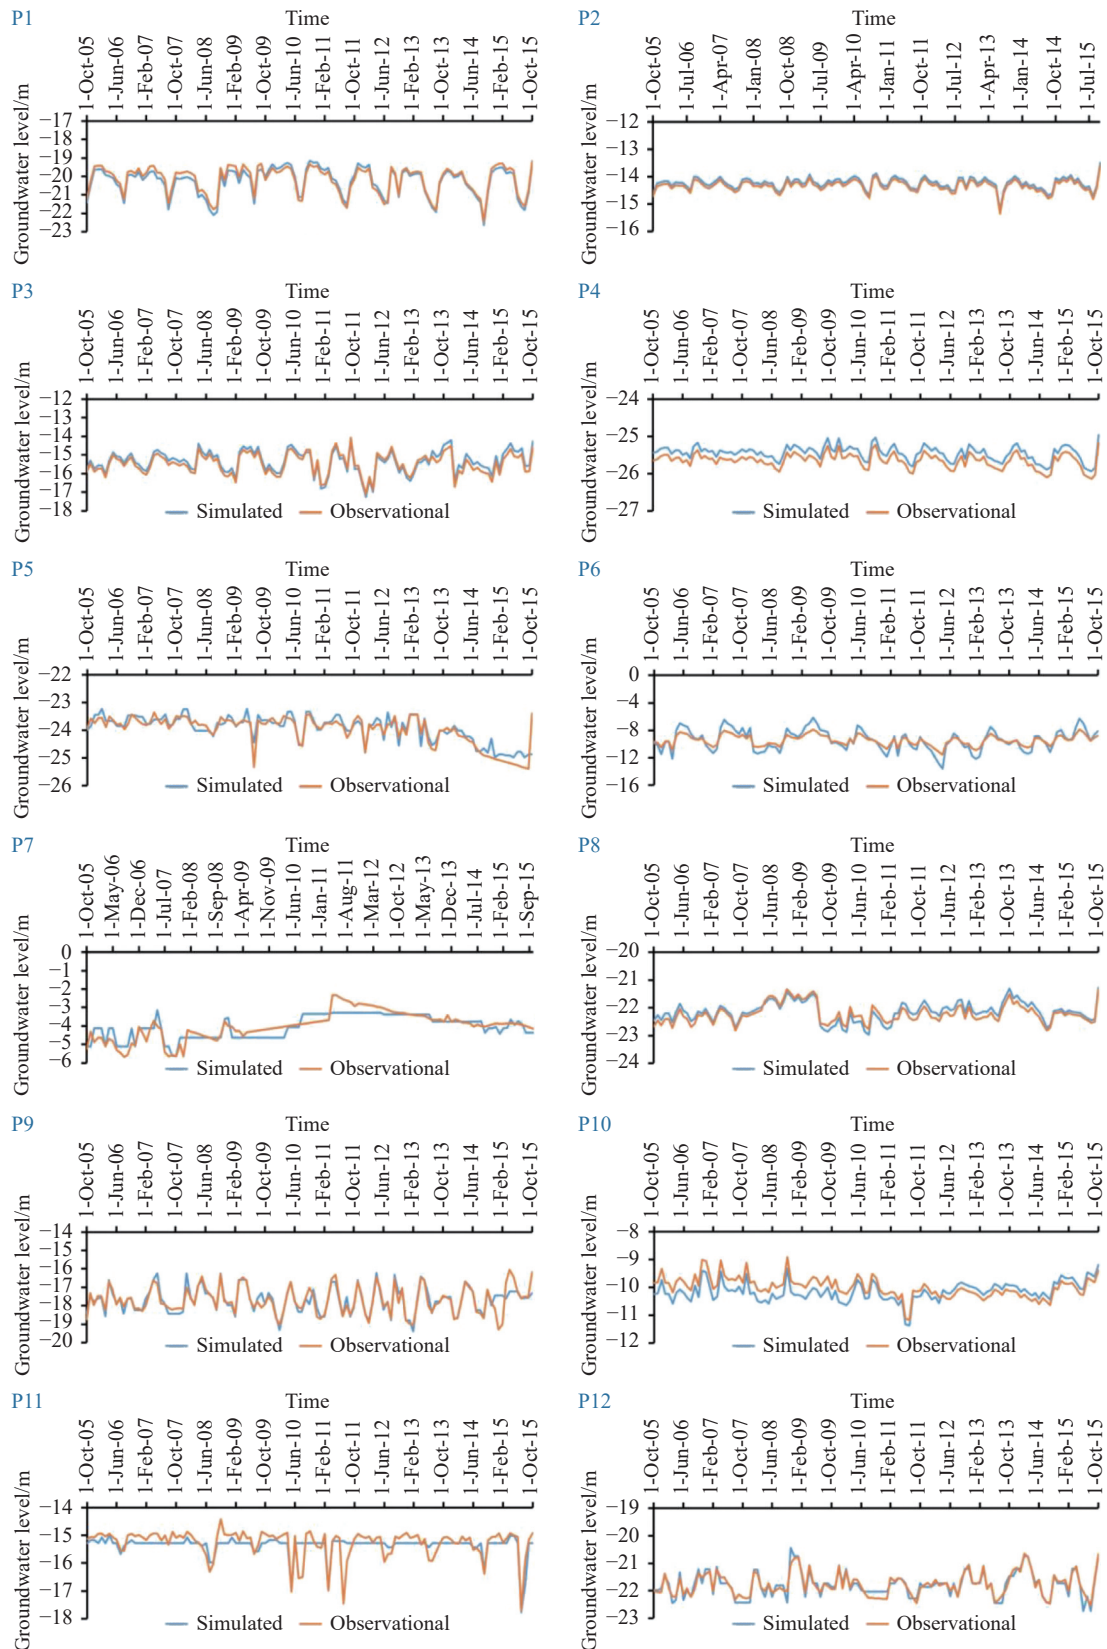 P1
Time
1-Oct-05
1-Jun-06
1-Feb-07
1-Oct-07
1-Jun-08
1-Feb-09
1-Oct-09
1-Jun-10
1-Feb-11
1-Oct-11
1-Jun-12
1-Feb-13
1-Oct-13
1-Jun-14
1-Feb-15
1-Oct-15
Groundwater level/m
−17
−18
−19
−20
−21
−22
−23
P2
Time
1-Oct-05
1-Jul-06
1-Apr-07
1-Jan-08
1-Oct-08
1-Jul-09
1-Apr-10
1-Jan-11
1-Oct-11
1-Jul-12
1-Apr-13
1-Jan-14
1-Oct-14
1-Jul-15
Groundwater level/m
−12
−13
−14
−15
−16
P3
Time
1-Oct-05
1-Jun-06
1-Feb-07
1-Oct-07
1-Jun-08
1-Feb-09
1-Oct-09
1-Jun-10
1-Feb-11
1-Oct-11
1-Jun-12
1-Feb-13
1-Oct-13
1-Jun-14
1-Feb-15
1-Oct-15
Groundwater level/m
−12
−13
−14
−15
−16
−17
−18
Simulated
Observational
P4
Time
1-Oct-05
1-Jun-06
1-Feb-07
1-Oct-07
1-Jun-08
1-Feb-09
1-Oct-09
1-Jun-10
1-Feb-11
1-Oct-11
1-Jun-12
1-Feb-13
1-Oct-13
1-Jun-14
1-Feb-15
1-Oct-15
Groundwater level/m
−24
−25
−26
−27
Simulated
Observational
P5
Time
1-Oct-05
1-Jun-06
1-Feb-07
1-Oct-07
1-Jun-08
1-Feb-09
1-Oct-09
1-Jun-10
1-Feb-11
1-Oct-11
1-Jun-12
1-Feb-13
1-Oct-13
1-Jun-14
1-Feb-15
1-Oct-15
Groundwater level/m
−22
−23
−24
−25
−26
Simulated
Observational
P6
Time
1-Oct-05
1-Jun-06
1-Feb-07
1-Oct-07
1-Jun-08
1-Feb-09
1-Oct-09
1-Jun-10
1-Feb-11
1-Oct-11
1-Jun-12
1-Feb-13
1-Oct-13
1-Jun-14
1-Feb-15
1-Oct-15
Groundwater level/m
0
−4
−8
−12
−16
Simulated
Observational
P7
Time
1-Oct-05
1-May-06
1-Dec-06
1-Jul-07
1-Feb-08
1-Sep-08
1-Apr-09
1-Nov-09
1-Jun-10
1-Jan-11
1-Aug-11
1-Mar-12
1-Oct-12
1-May-13
1-Dec-13
1-Jul-14
1-Feb-15
1-Sep-15
Groundwater level/m
0
−1
−2
−3
−4
−5
−6
Simulated
Observational
P8
Time
1-Oct-05
1-Jun-06
1-Feb-07
1-Oct-07
1-Jun-08
1-Feb-09
1-Oct-09
1-Jun-10
1-Feb-11
1-Oct-11
1-Jun-12
1-Feb-13
1-Oct-13
1-Jun-14
1-Feb-15
1-Oct-15
Groundwater level/m
−20
−21
−22
−23
−24
Simulated
Observational
P9
Time
1-Oct-05
1-Jun-06
1-Feb-07
1-Oct-07
1-Jun-08
1-Feb-09
1-Oct-09
1-Jun-10
1-Feb-11
1-Oct-11
1-Jun-12
1-Feb-13
1-Oct-13
1-Jun-14
1-Feb-15
1-Oct-15
Groundwater level/m
−14
−15
−16
−17
−18
−19
−20
Simulated
Observational
P10
Time
1-Oct-05
1-Jun-06
1-Feb-07
1-Oct-07
1-Jun-08
1-Feb-09
1-Oct-09
1-Jun-10
1-Feb-11
1-Oct-11
1-Jun-12
1-Feb-13
1-Oct-13
1-Jun-14
1-Feb-15
1-Oct-15
Groundwater level/m
−8
−9
−10
−11
−12
Simulated
Observational
P11
Time
1-Oct-05
1-Jun-06
1-Feb-07
1-Oct-07
1-Jun-08
1-Feb-09
1-Oct-09
1-Jun-10
1-Feb-11
1-Oct-11
1-Jun-12
1-Feb-13
1-Oct-13
1-Jun-14
1-Feb-15
1-Oct-15
Groundwater level/m
−14
−15
−16
−17
−18
Simulated
Observational
P12
Time
1-Oct-05
1-Jun-06
1-Feb-07
1-Oct-07
1-Jun-08
1-Feb-09
1-Oct-09
1-Jun-10
1-Feb-11
1-Oct-11
1-Jun-12
1-Feb-13
1-Oct-13
1-Jun-14
1-Feb-15
1-Oct-15
Groundwater level/m
−19
−20
−21
−22
−23
Simulated
Observational